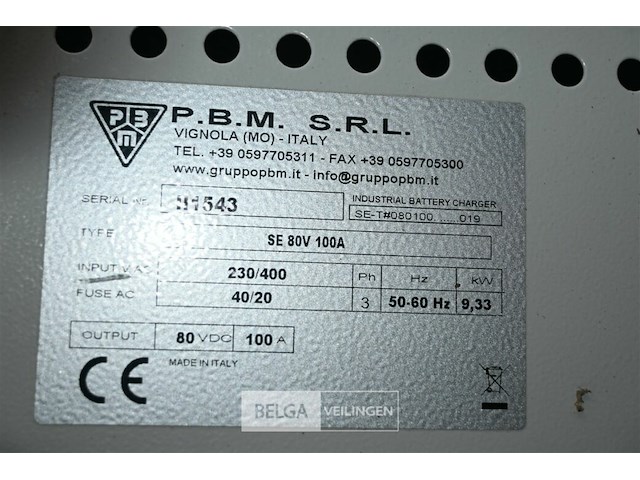 PBM
P.B.M. S.R.L.
VIGNOLA (MO) - ITALY
TEL. +39 0597705311 - FAX +39 0597705300
www.gruppopbm.it - info@gruppopbm.it
SERIAL N° 91543
INDUSTRIAL BATTERY CHARGER
SE-T#080100.......019
TYPE SE 80V 100A
INPUT V AC 230/400 Ph Hz kW
FUSE AC 40/20 3 50-60 Hz 9,33
OUTPUT 80 VDC 100 A
CE MADE IN ITALY
BELGA VEILINGEN